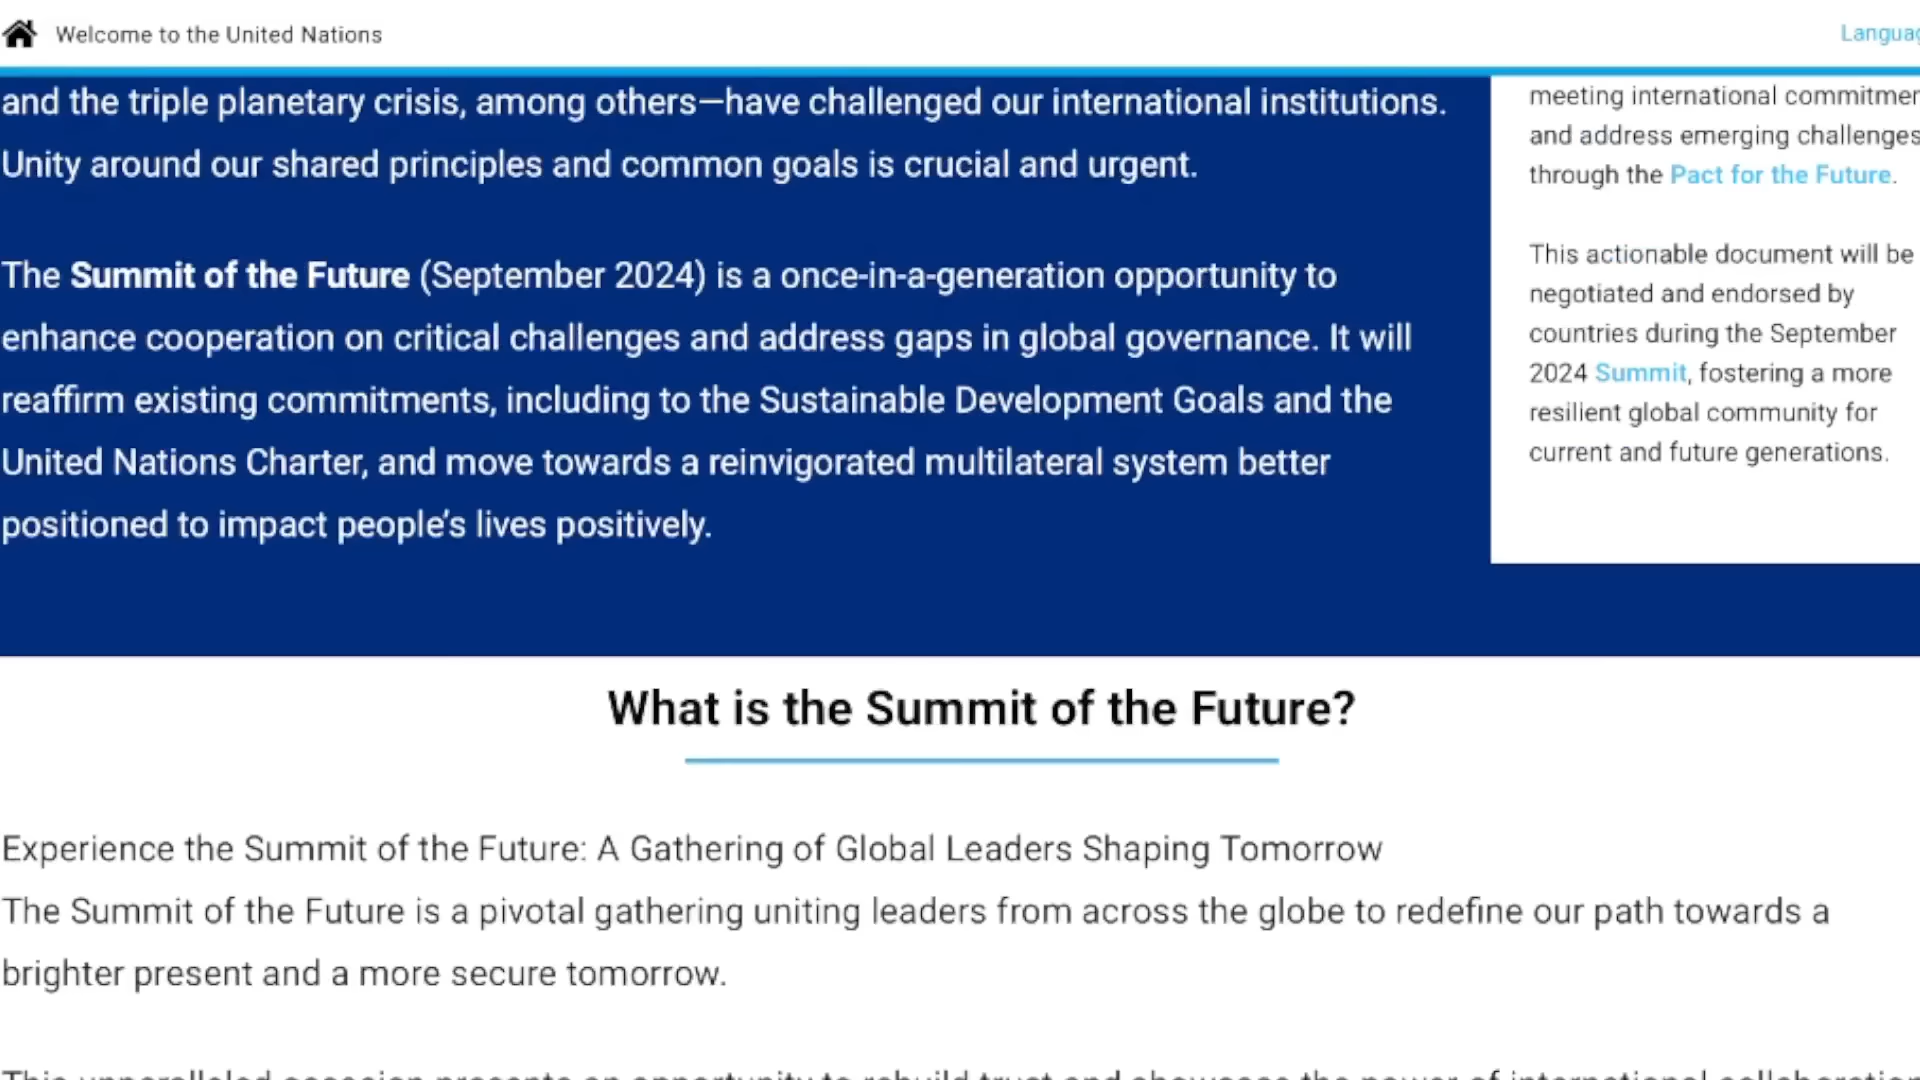 Welcome to the United Nations
and the triple planetary crisis, among others—have challenged our international institutions.
Unity around our shared principles and common goals is crucial and urgent.
The Summit of the Future (September 2024) is a once-in-a-generation opportunity to
enhance cooperation on critical challenges and address gaps in global governance. It will
reaffirm existing commitments, including to the Sustainable Development Goals and the
United Nations Charter, and move towards a reinvigorated multilateral system better
positioned to impact people’s lives positively.
meeting international
and address emerging challenges
through the Pact for the Future.
This actionable document will be
negotiated and endorsed by
countries during the September
2024 Summit, fostering a more
resilient global community for
current and future generations.
What is the Summit of the Future?
Experience the Summit of the Future: A Gathering of Global Leaders Shaping Tomorrow
The Summit of the Future is a pivotal gathering uniting leaders from across the globe to redefine our path towards a
brighter present and a more secure tomorrow.